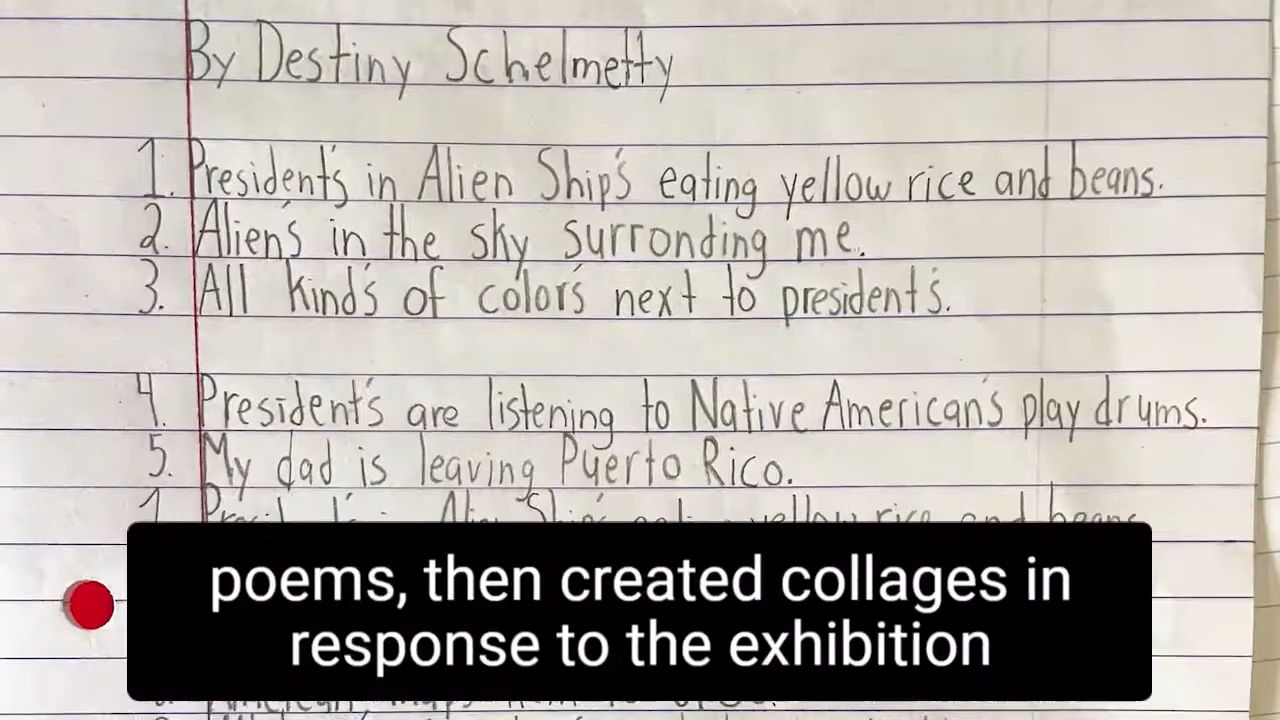 By Destiny Schelmetty
1. President's in Alien Ship's eating yellow rice and beans.
2. Alien's in the sky surronding me.
3. All kind's of color's next to president's.
4. President's are listening to Native American's play drums.
5. My dad is leaving Puerto Rico.
poems, then created collages in
response to the exhibition